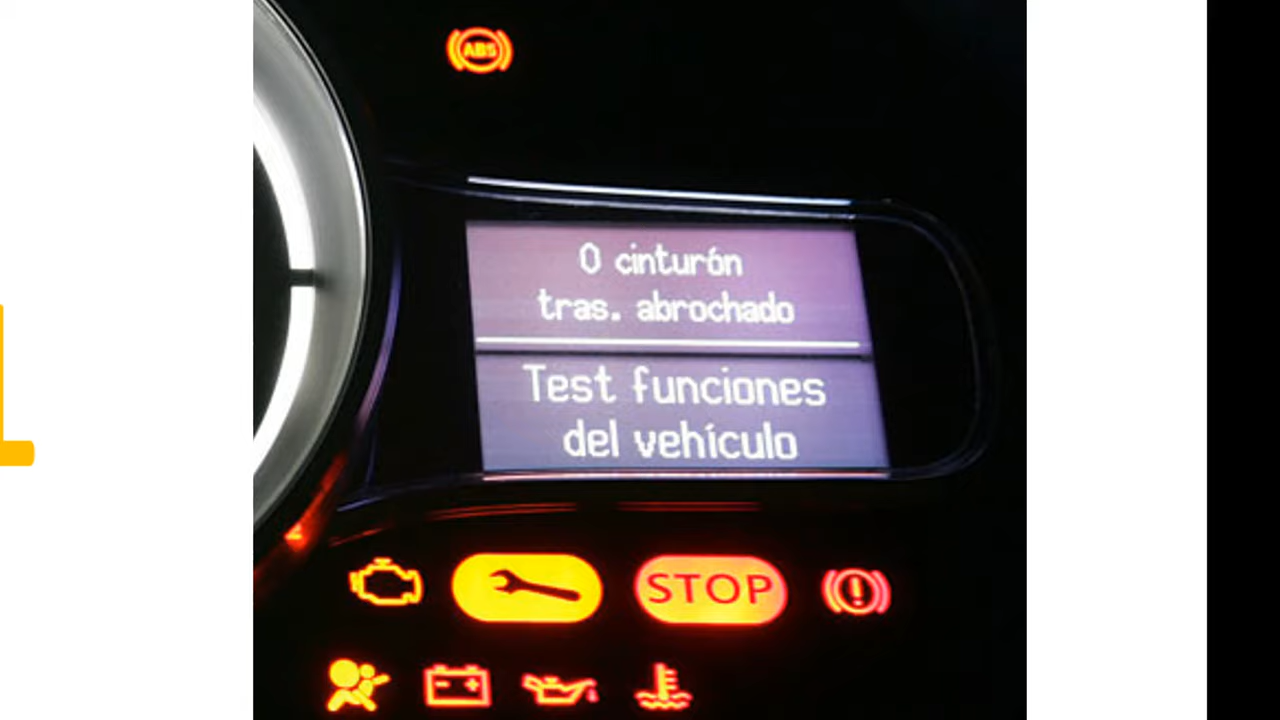 ABS
0 cinturón
tras. abrochado
Test funciones
del vehículo
STOP